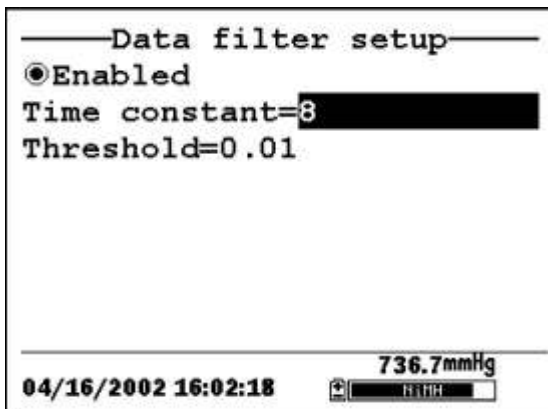 Data filter setup
Enabled
Time constant=8
Threshold=0.01
736.7mmHg
04/16/2002 16:02:18
NiMH